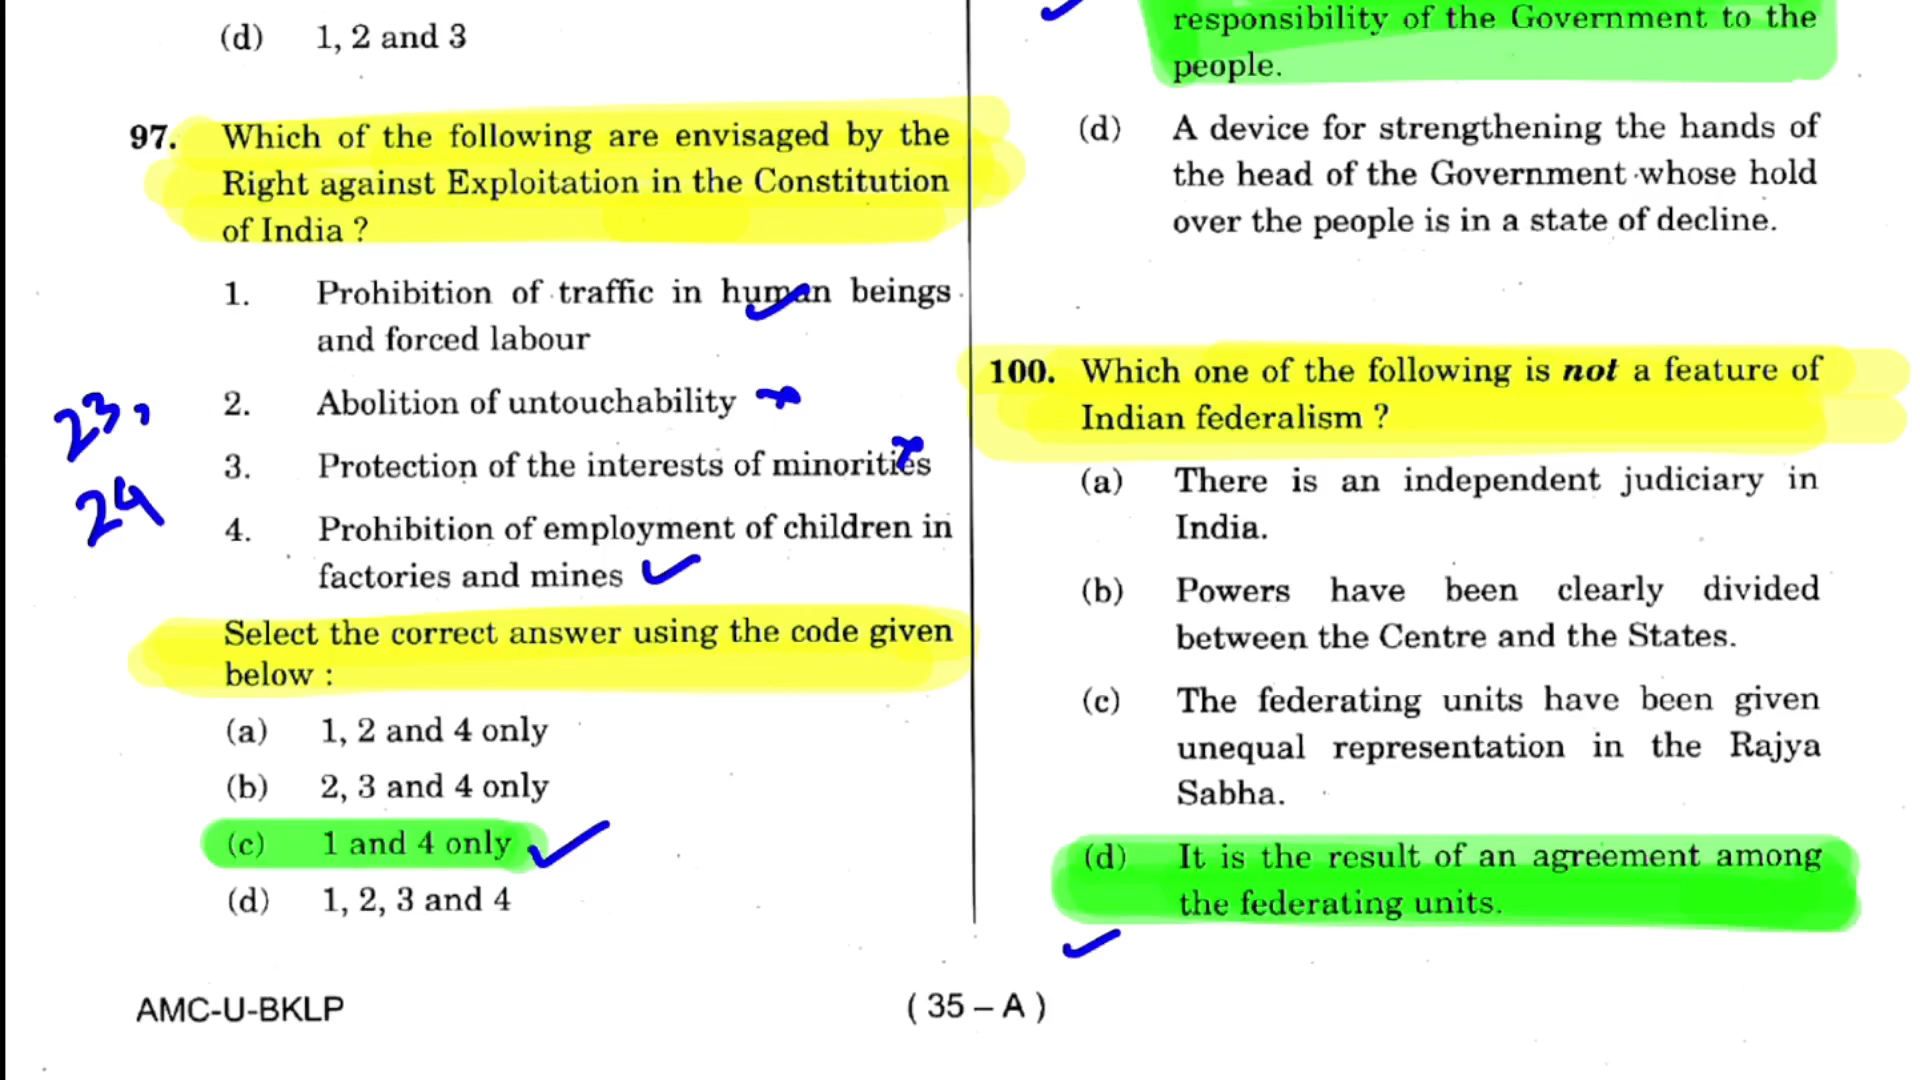 (d) 1, 2 and 3
97. Which of the following are envisaged by the
Right against Exploitation in the Constitution
of India ?
1. Prohibition of traffic in human beings
and forced labour
2. Abolition of untouchability
3. Protection of the interests of minorities
4. Prohibition of employment of children in
factories and mines
23,
24
Select the correct answer using the code given
below :
(a) 1, 2 and 4 only
(b) 2, 3 and 4 only
(c) 1 and 4 only
(d) 1, 2, 3 and 4
responsibility of the Government to the
people.
(d) A device for strengthening the hands of
the head of the Government whose hold
over the people is in a state of decline.
100. Which one of the following is not a feature of
Indian federalism ?
(a) There is an independent judiciary in
India.
(b) Powers have been clearly divided
between the Centre and the States.
(c) The federating units have been given
unequal representation in the Rajya
Sabha.
(d) It is the result of an agreement among
the federating units.
AMC-U-BKLP
( 35 – A )